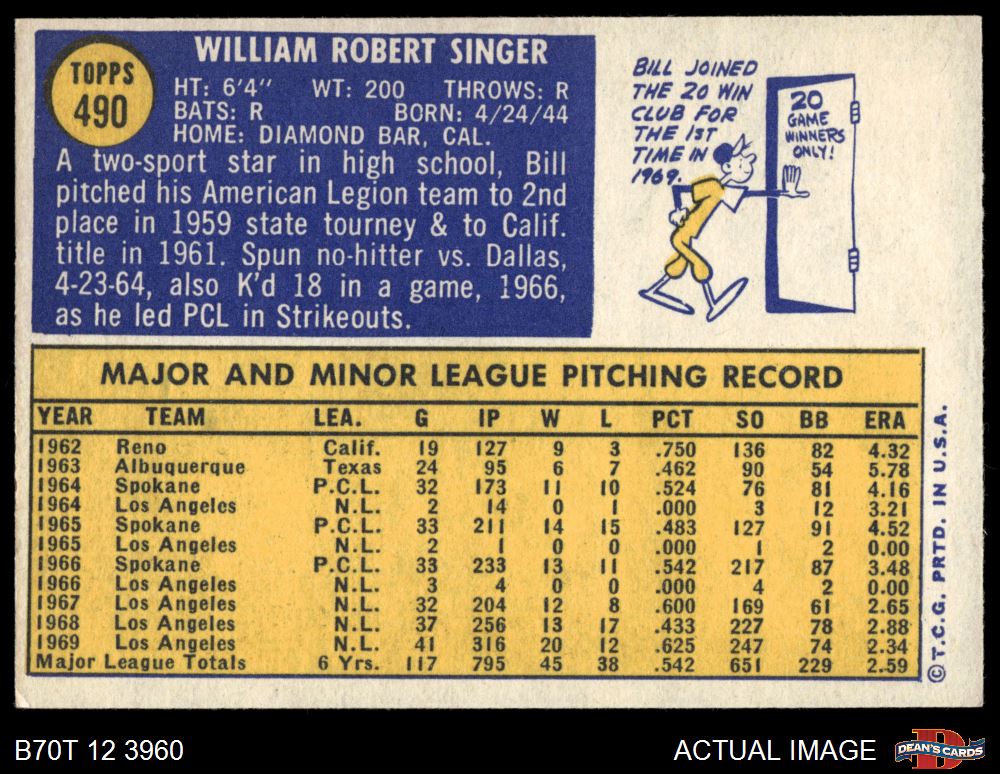 TOPPS
490
WILLIAM ROBERT SINGER
HT: 6'4" WT: 200 THROWS: R
BATS: R BORN: 4/24/44
HOME: DIAMOND BAR, CAL.
A two-sport star in high school, Bill
pitched his American Legion team to 2nd
place in 1959 state tourney & to Calif.
title in 1961. Spun no-hitter vs. Dallas,
4-23-64, also K'd 18 in a game, 1966,
as he led PCL in Strikeouts.
BILL JOINED
THE 20 WIN
CLUB FOR
THE 1ST
TIME IN
1969.
20
GAME
WINNERS
ONLY!
MAJOR AND MINOR LEAGUE PITCHING RECORD
YEAR TEAM LEA. G IP W L PCT SO BB ERA
1962 Reno Calif. 19 127 9 3 .750 136 82 4.32
1963 Albuquerque Texas 24 95 6 7 .462 90 54 5.78
1964 Spokane P.C.L. 32 173 11 10 .524 76 81 4.16
1964 Los Angeles N.L. 2 14 0 1 .000 3 12 3.21
1965 Spokane P.C.L. 33 211 14 15 .483 127 91 4.52
1965 Los Angeles N.L. 2 1 0 0 .000 1 2 0.00
1966 Spokane P.C.L. 33 233 13 11 .542 217 87 3.48
1966 Los Angeles N.L. 3 4 0 0 .000 4 2 0.00
1967 Los Angeles N.L. 32 204 12 8 .600 169 61 2.65
1968 Los Angeles N.L. 37 256 13 17 .433 227 78 2.88
1969 Los Angeles N.L. 41 316 20 12 .625 247 74 2.34
Major League Totals 6 Yrs. 117 795 45 38 .542 651 229 2.59
© T.C.G. PRTD. IN U.S.A.
B70T 12 3960
ACTUAL IMAGE
DEAN'S CARDS